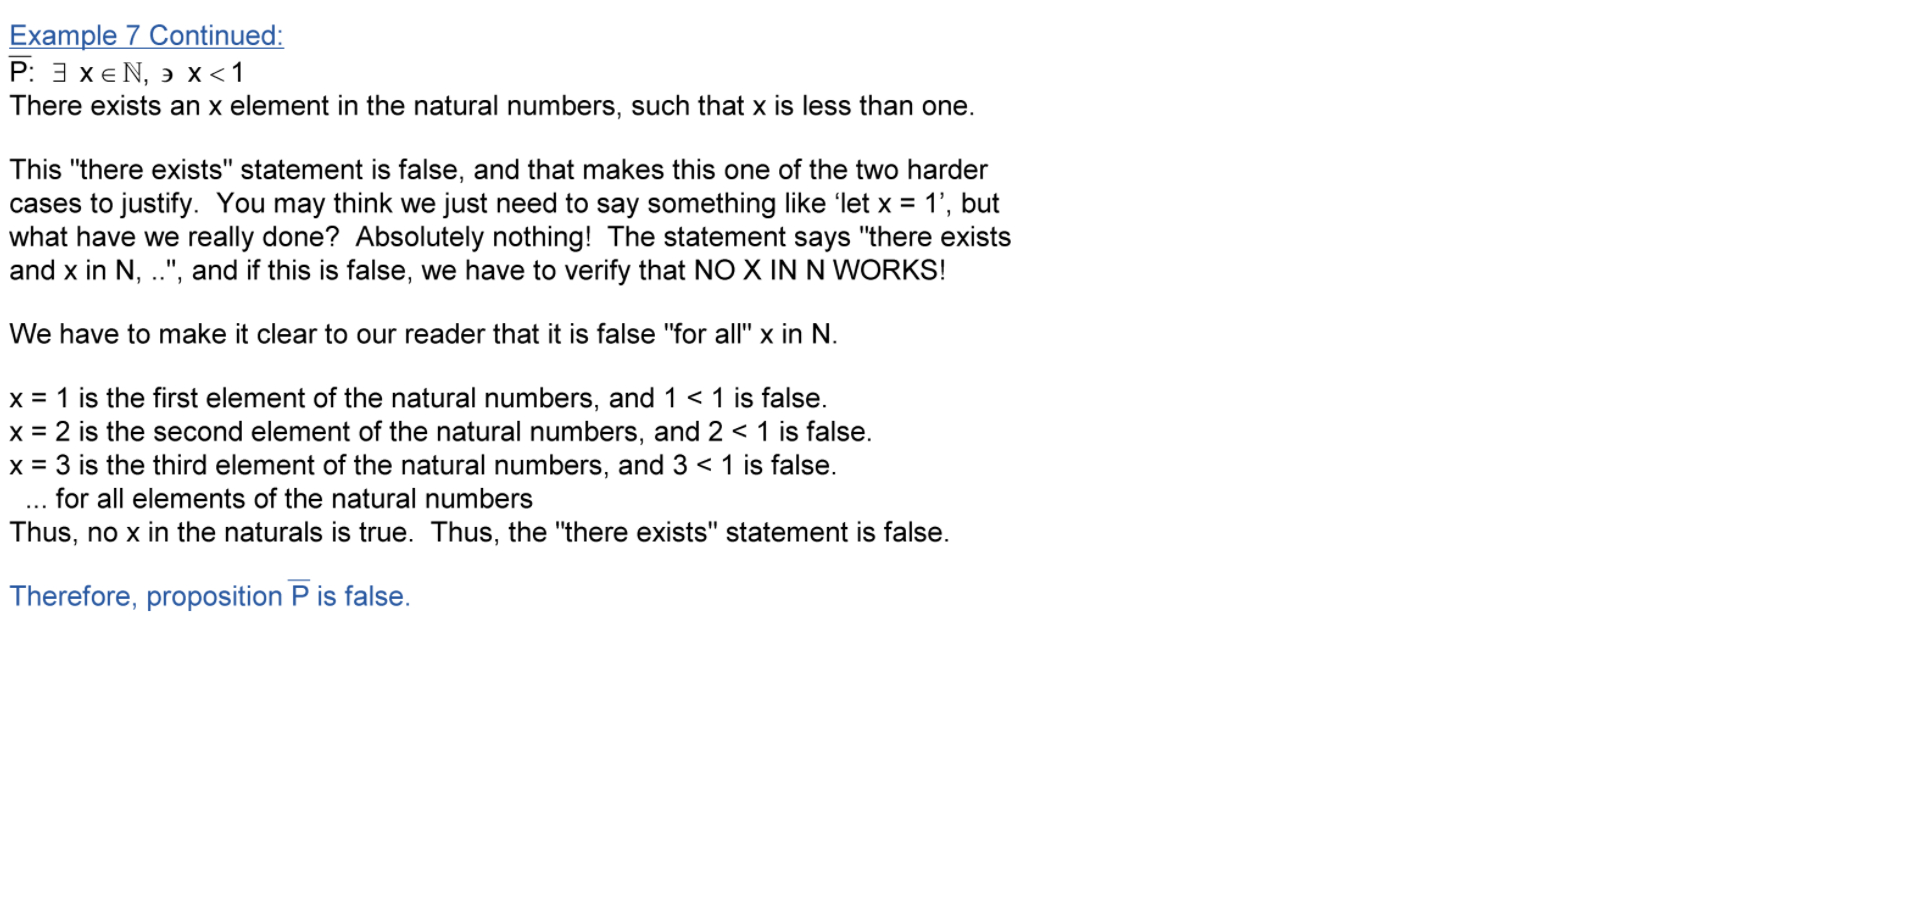 Example 7 Continued:
P̅: ∃ x ∈ ℕ, ∍ x < 1
There exists an x element in the natural numbers, such that x is less than one.
This "there exists" statement is false, and that makes this one of the two harder
cases to justify.  You may think we just need to say something like ‘let x = 1’, but
what have we really done?  Absolutely nothing!  The statement says "there exists
and x in N, ..", and if this is false, we have to verify that NO X IN N WORKS!
We have to make it clear to our reader that it is false "for all" x in N.
x = 1 is the first element of the natural numbers, and 1 < 1 is false.
x = 2 is the second element of the natural numbers, and 2 < 1 is false.
x = 3 is the third element of the natural numbers, and 3 < 1 is false.
... for all elements of the natural numbers
Thus, no x in the naturals is true.  Thus, the "there exists" statement is false.
Therefore, proposition P̅ is false.